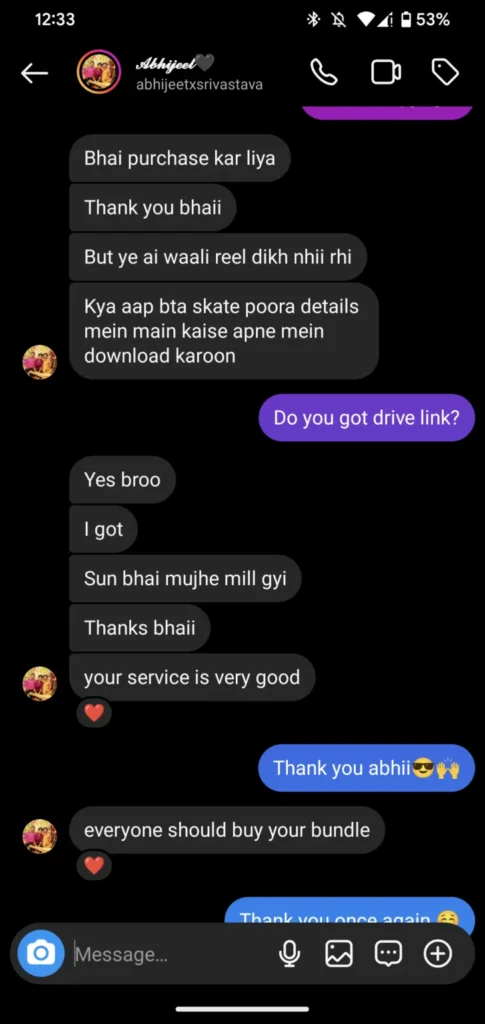 12:33
53%
𝓐𝓫𝓱𝓲𝓳𝓮𝓮𝓽🖤
abhijeetxsrivastava
Bhai purchase kar liya
Thank you bhaii
But ye ai waali reel dikh nhii rhi
Kya aap bta skate poora details
mein main kaise apne mein
download karoon
Do you got drive link?
Yes broo
I got
Sun bhai mujhe mill gyi
Thanks bhaii
your service is very good
❤️
Thank you abhii😎🙌
everyone should buy your bundle
❤️
Thank you once again ☺️
Message...